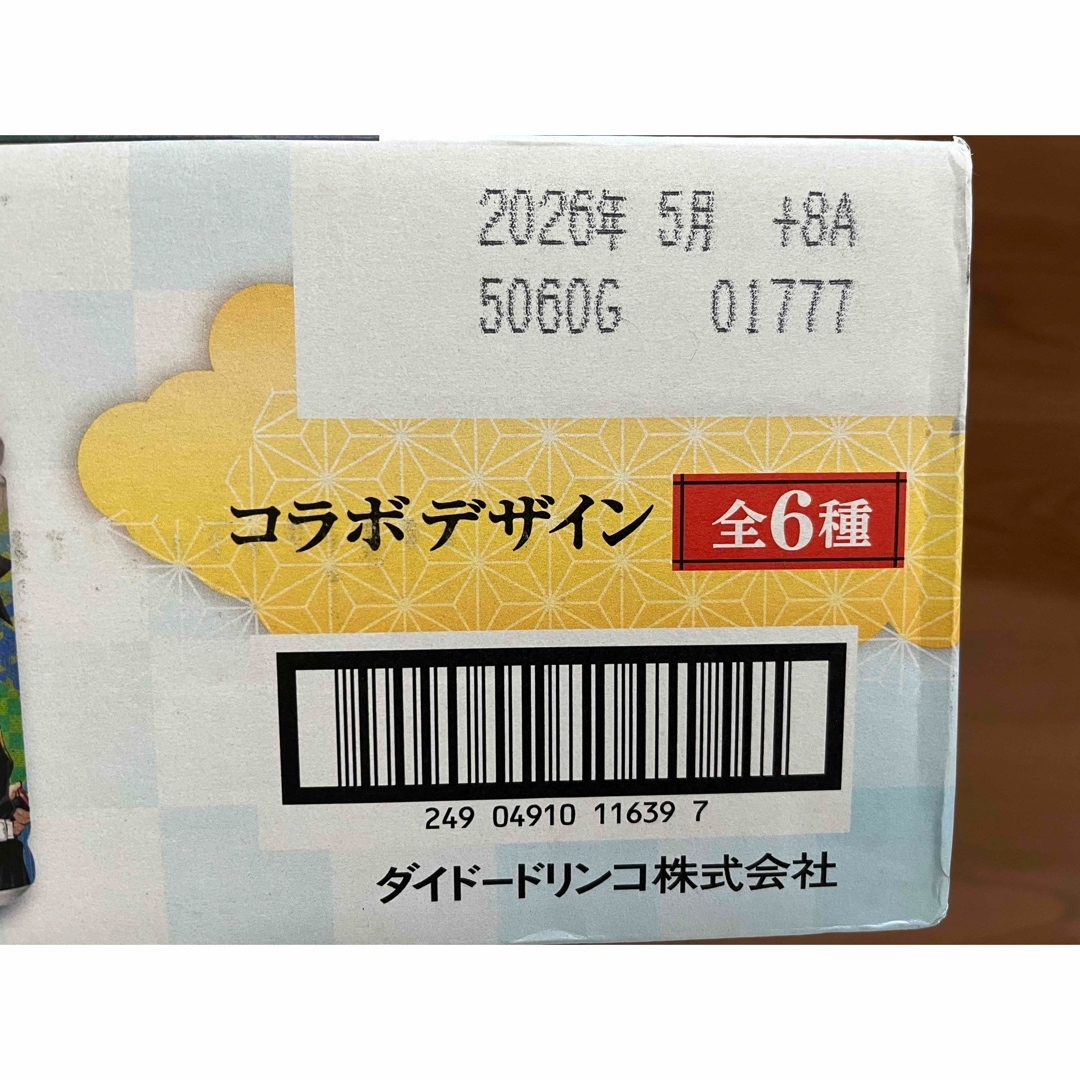 2026年 5月 +8A
5060G 01777
コラボデザイン 全6種
249 04910 11639 7
ダイドードリンコ株式会社